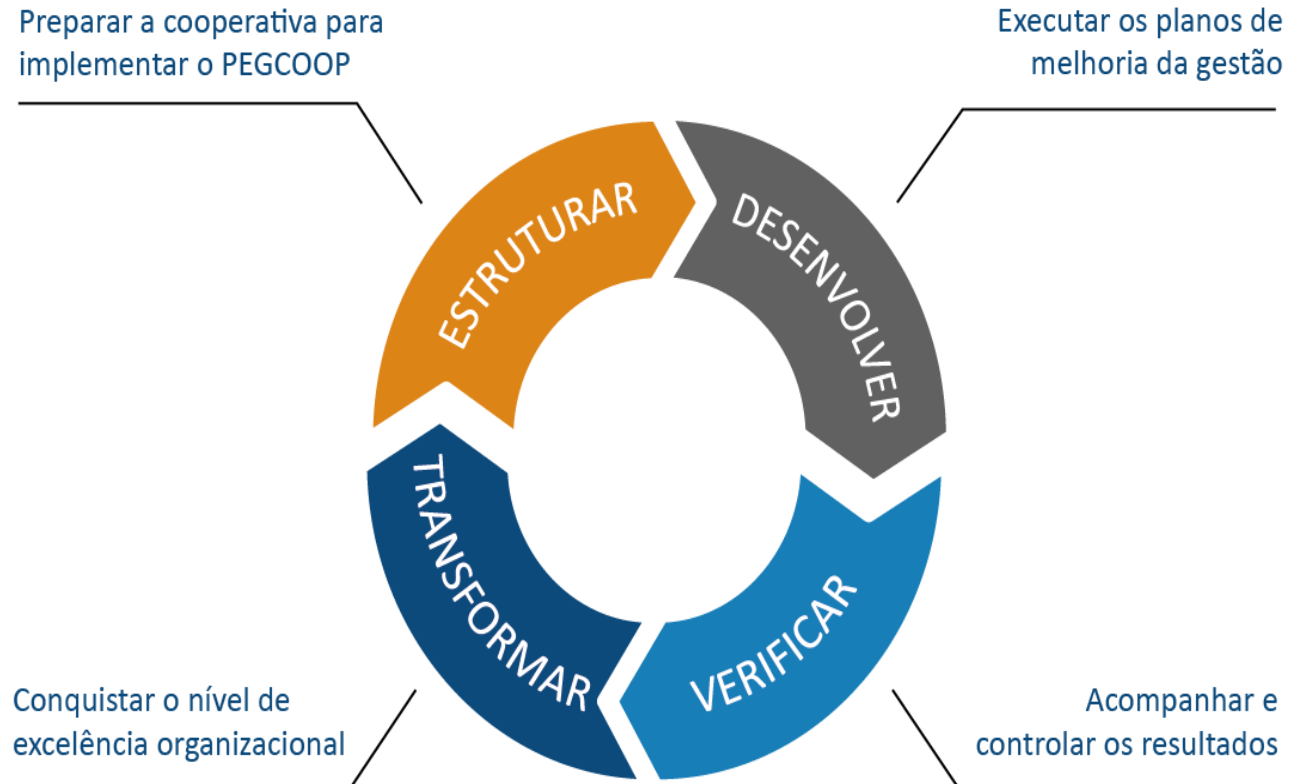 Preparar a cooperativa para
implementar o PEGCOOP
Executar os planos de
melhoria da gestão
ESTRUTURAR
DESENVOLVER
TRANSFORMAR
VERIFICAR
Conquistar o nível de
excelência organizacional
Acompanhar e
controlar os resultados